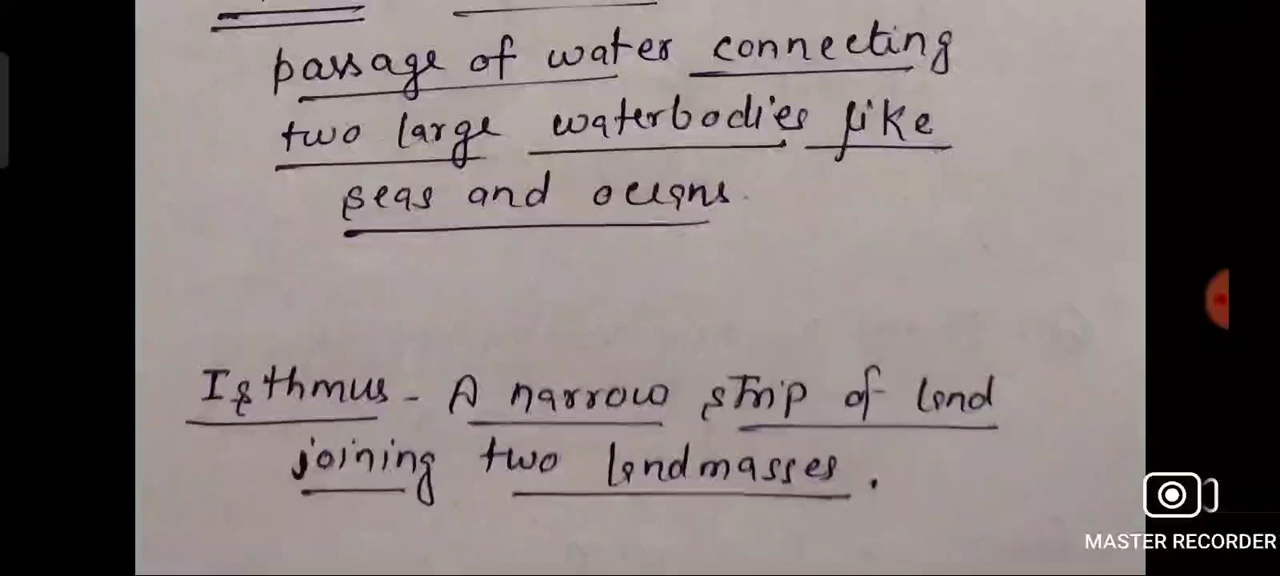 passage of water connecting
two large waterbodies like
seas and oceans.
Isthmus - A narrow strip of land
joining two landmasses.
MASTER RECORDER